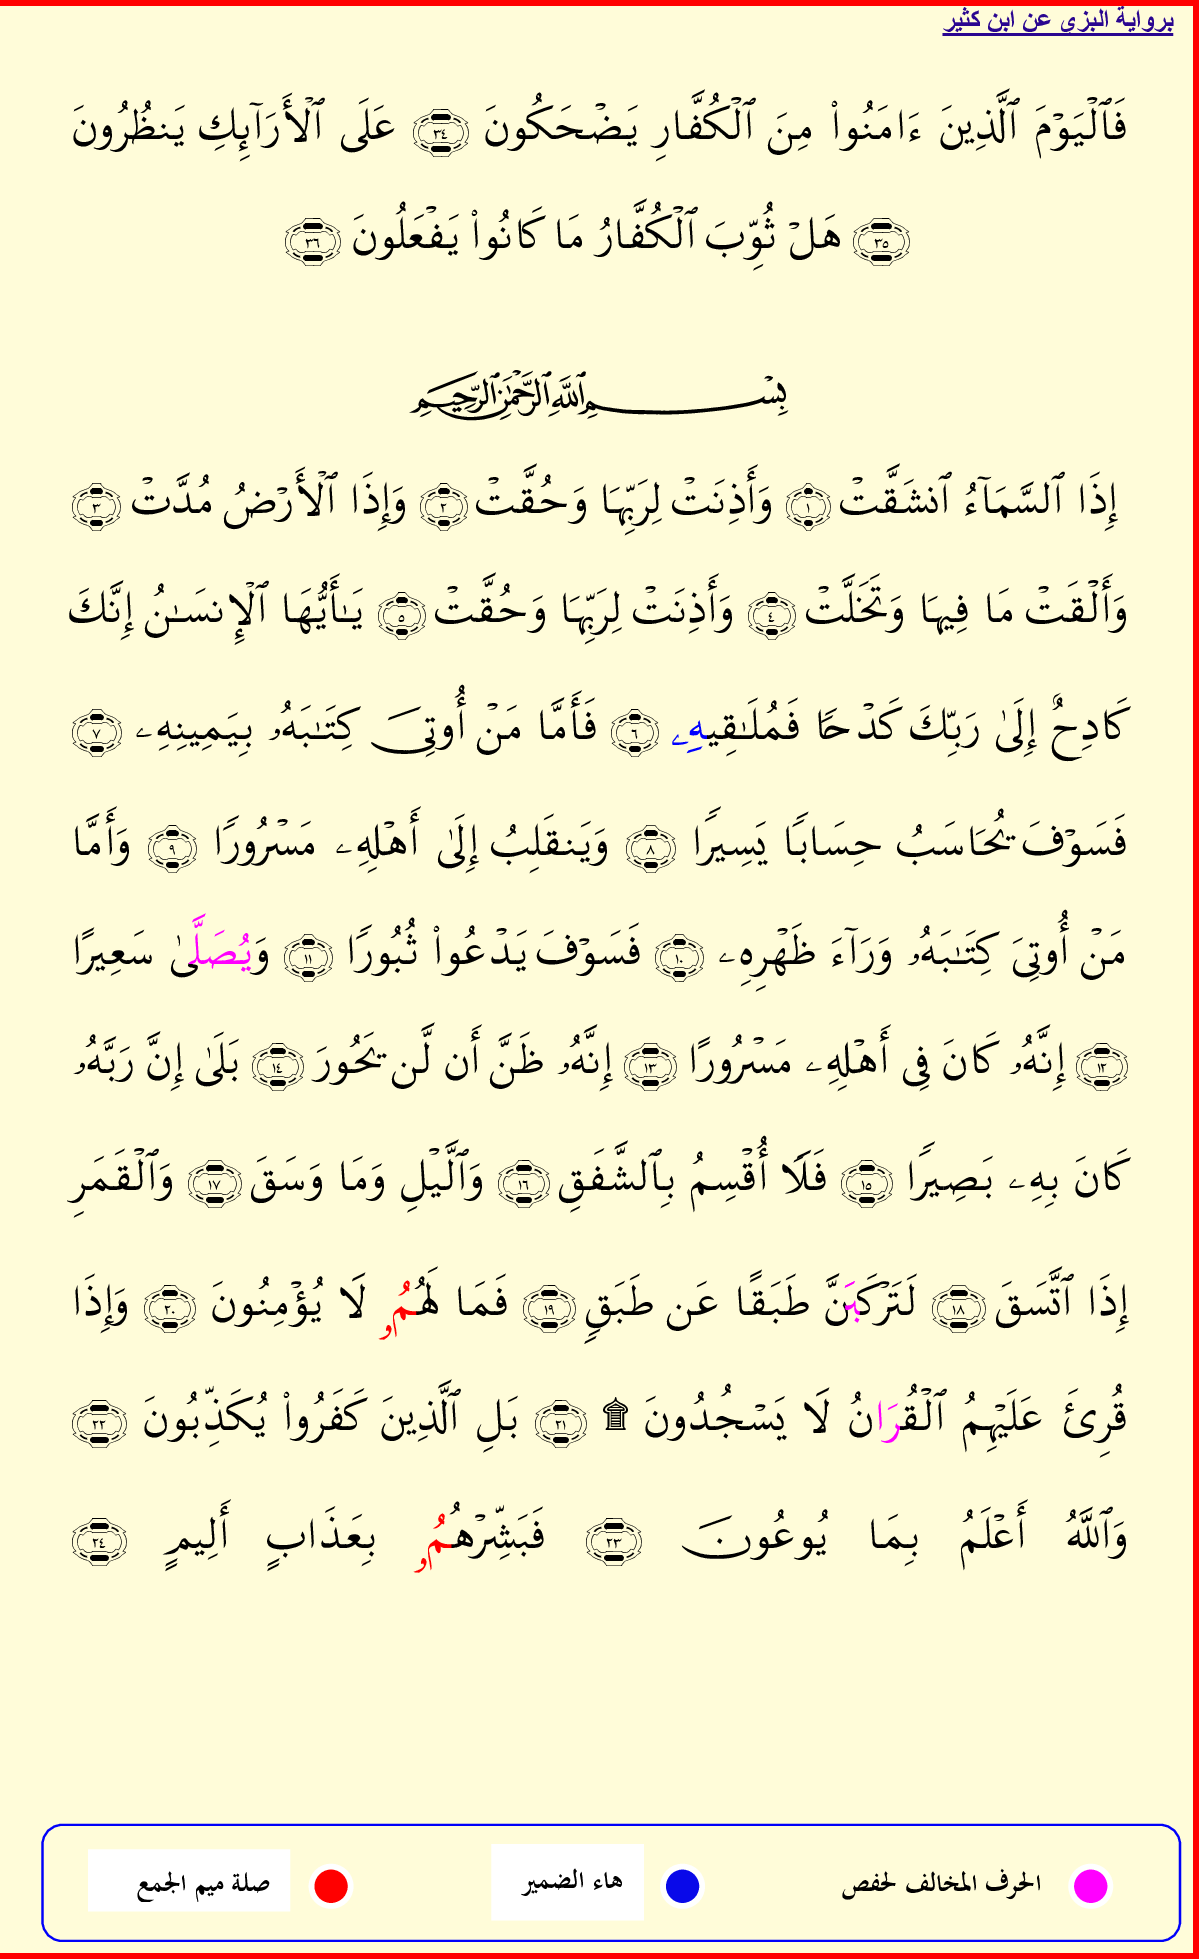 برواية البزى عن ابن كثير
فَٱلۡيَوۡمَ ٱلَّذِينَ ءَامَنُواْ مِنَ ٱلۡكُفَّارِ يَضۡحَكُونَ ٣٤ عَلَى ٱلۡأَرَآئِكِ يَنظُرُونَ
٣٥ هَلۡ ثُوِّبَ ٱلۡكُفَّارُ مَا كَانُواْ يَفۡعَلُونَ ٣٦
بِسۡمِ ٱللَّهِ ٱلرَّحۡمَٰنِ ٱلرَّحِيمِ
إِذَا ٱلسَّمَآءُ ٱنشَقَّتۡ ١ وَأَذِنَتۡ لِرَبِّهَا وَحُقَّتۡ ٢ وَإِذَا ٱلۡأَرۡضُ مُدَّتۡ ٣
وَأَلۡقَتۡ مَا فِيهَا وَتَخَلَّتۡ ٤ وَأَذِنَتۡ لِرَبِّهَا وَحُقَّتۡ ٥ يَـٰٓأَيُّهَا ٱلۡإِنسَـٰنُ إِنَّكَ
كَادِحٌ إِلَىٰ رَبِّكَ كَدۡحٗا فَمُلَـٰقِيهِۦ ٦ فَأَمَّا مَنۡ أُوتِيَ كِتَـٰبَهُۥ بِيَمِينِهِۦ ٧
فَسَوۡفَ يُحَاسَبُ حِسَابٗا يَسِيرٗا ٨ وَيَنقَلِبُ إِلَىٰ أَهۡلِهِۦ مَسۡرُورٗا ٩ وَأَمَّا
مَنۡ أُوتِيَ كِتَـٰبَهُۥ وَرَآءَ ظَهۡرِهِۦ ١٠ فَسَوۡفَ يَدۡعُواْ ثُبُورٗا ١١ وَيُصَلَّىٰ سَعِيرًا
١٢ إِنَّهُۥ كَانَ فِي أَهۡلِهِۦ مَسۡرُورًا ١٣ إِنَّهُۥ ظَنَّ أَن لَّن يَحُورَ ١٤ بَلَىٰ إِنَّ رَبَّهُۥ
كَانَ بِهِۦ بَصِيرٗا ١٥ فَلَا أُقۡسِمُ بِٱلشَّفَقِ ١٦ وَٱلَّيۡلِ وَمَا وَسَقَ ١٧ وَٱلۡقَمَرِ
إِذَا ٱتَّسَقَ ١٨ لَتَرۡكَبَنَّ طَبَقًا عَن طَبَقٖ ١٩ فَمَا لَهُمُۥ لَا يُؤۡمِنُونَ ٢٠ وَإِذَا
قُرِئَ عَلَيۡهِمُ ٱلۡقُرَانُ لَا يَسۡجُدُونَ ۩ ٢١ بَلِ ٱلَّذِينَ كَفَرُواْ يُكَذِّبُونَ ٢٢
وَٱللَّهُ أَعۡلَمُ بِمَا يُوعُونَ ٢٣ فَبَشِّرۡهُمُۥ بِعَذَابٍ أَلِيمٍ ٢٤
الحرف المخالف لحفص هاء الضمير صلة ميم الجمع